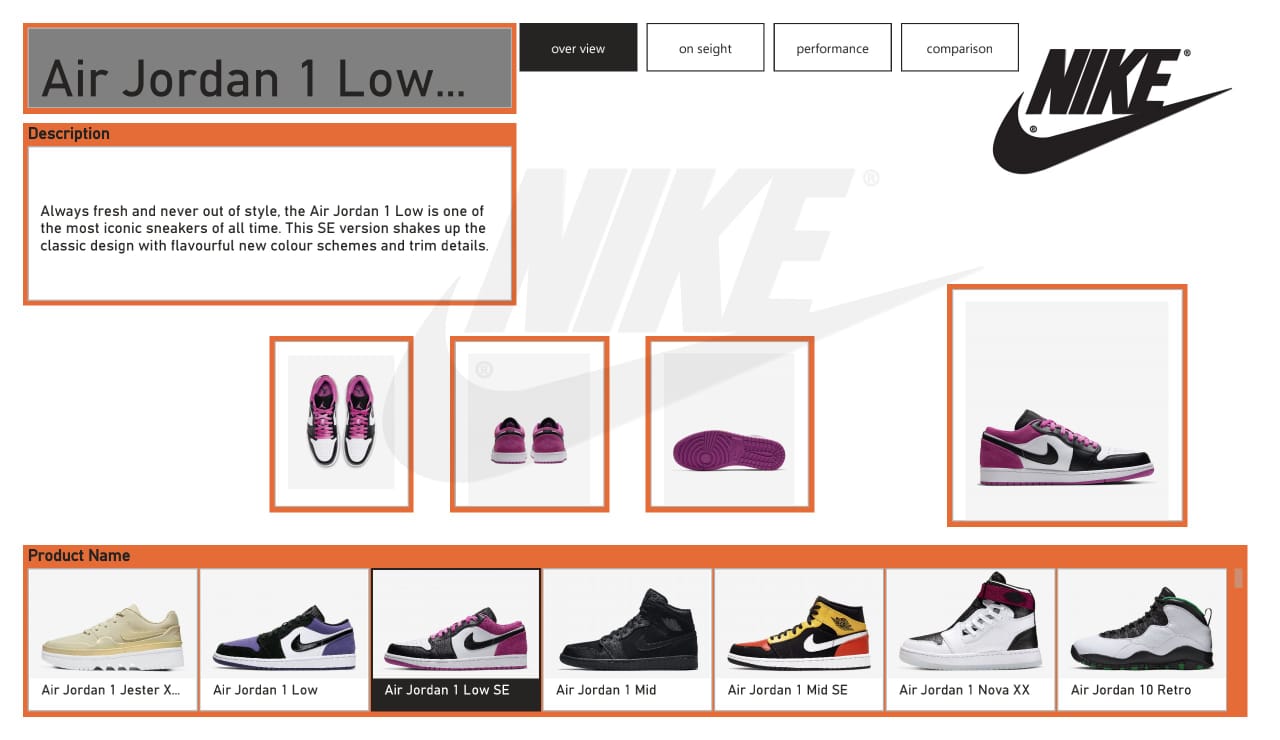 Air Jordan 1 Low...
over view
on seight
performance
comparison
NIKE
®
®
Description
Always fresh and never out of style, the Air Jordan 1 Low is one of
the most iconic sneakers of all time. This SE version shakes up the
classic design with flavourful new colour schemes and trim details.
NIKE
®
®
Product Name
Air Jordan 1 Jester X...
Air Jordan 1 Low
Air Jordan 1 Low SE
Air Jordan 1 Mid
Air Jordan 1 Mid SE
Air Jordan 1 Nova XX
Air Jordan 10 Retro